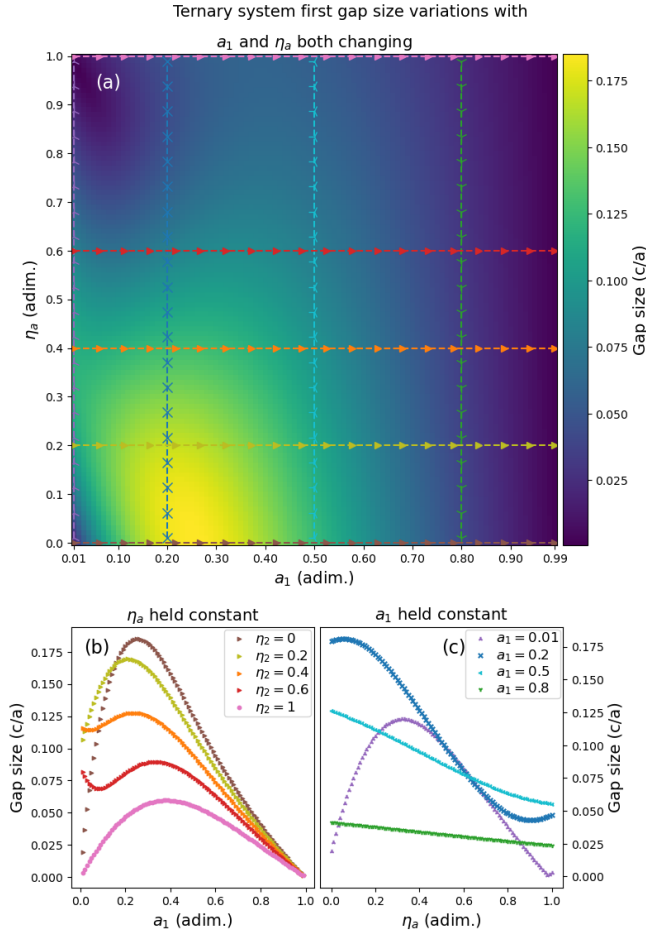 Ternary system first gap size variations with
a₁ and ηₐ both changing
(a)
1.0
0.9
0.8
0.7
0.6
0.5
0.4
0.3
0.2
0.1
0.0
ηₐ (adim.)
0.01 0.10 0.20 0.30 0.40 0.50 0.60 0.70 0.80 0.90 0.99
a₁ (adim.)
0.175
0.150
0.125
0.100
0.075
0.050
0.025
Gap size (c/a)
ηₐ held constant
(b)
η₂ = 0
η₂ = 0.2
η₂ = 0.4
η₂ = 0.6
η₂ = 1
0.175
0.150
0.125
0.100
0.075
0.050
0.025
0.000
Gap size (c/a)
0.0 0.2 0.4 0.6 0.8 1.0
a₁ (adim.)
a₁ held constant
(c)
a₁ = 0.01
a₁ = 0.2
a₁ = 0.5
a₁ = 0.8
0.175
0.150
0.125
0.100
0.075
0.050
0.025
0.000
Gap size (c/a)
0.0 0.2 0.4 0.6 0.8 1.0
ηₐ (adim.)